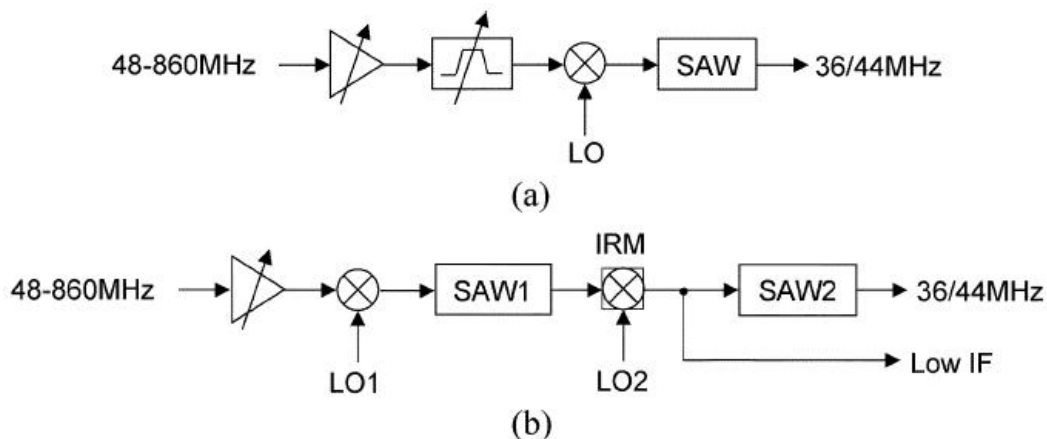 48-860MHz
SAW
36/44MHz
LO
(a)
IRM
48-860MHz
SAW1
SAW2
36/44MHz
LO1
LO2
Low IF
(b)